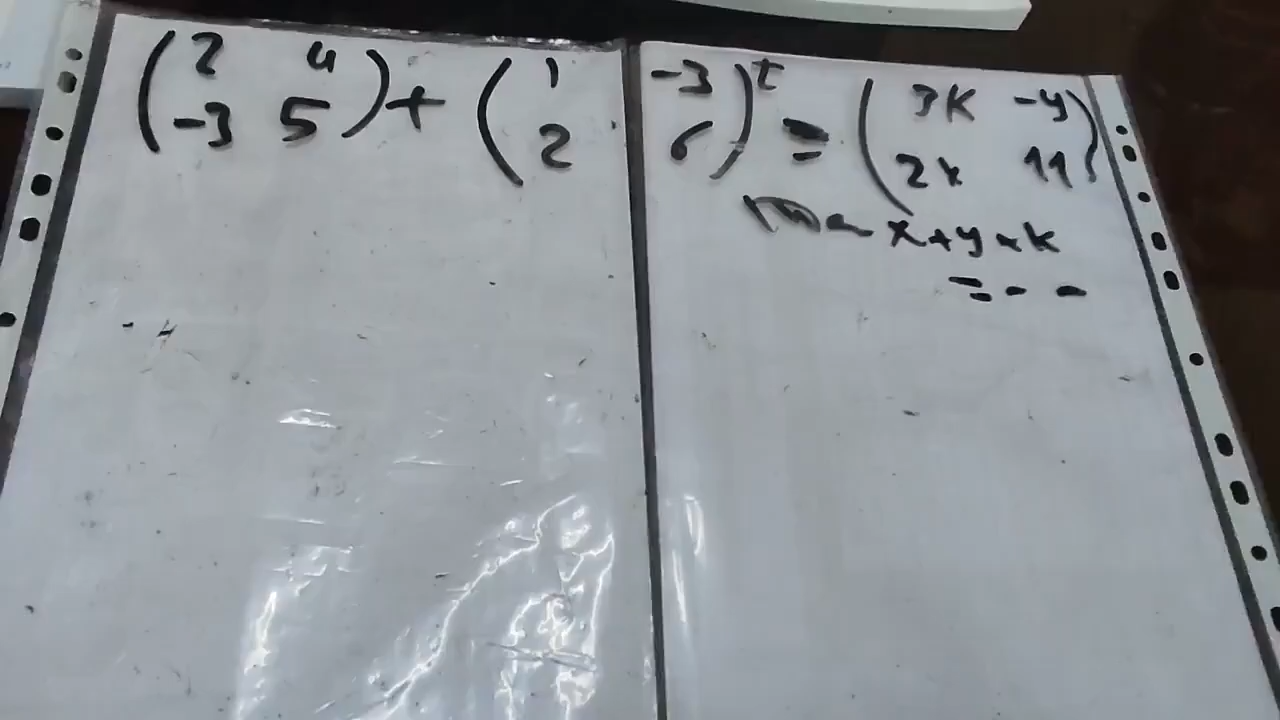 (2 4 -3 5) + (1 -3 2 6)^t = (3k -y 2x 11)
x+y+k
= - -